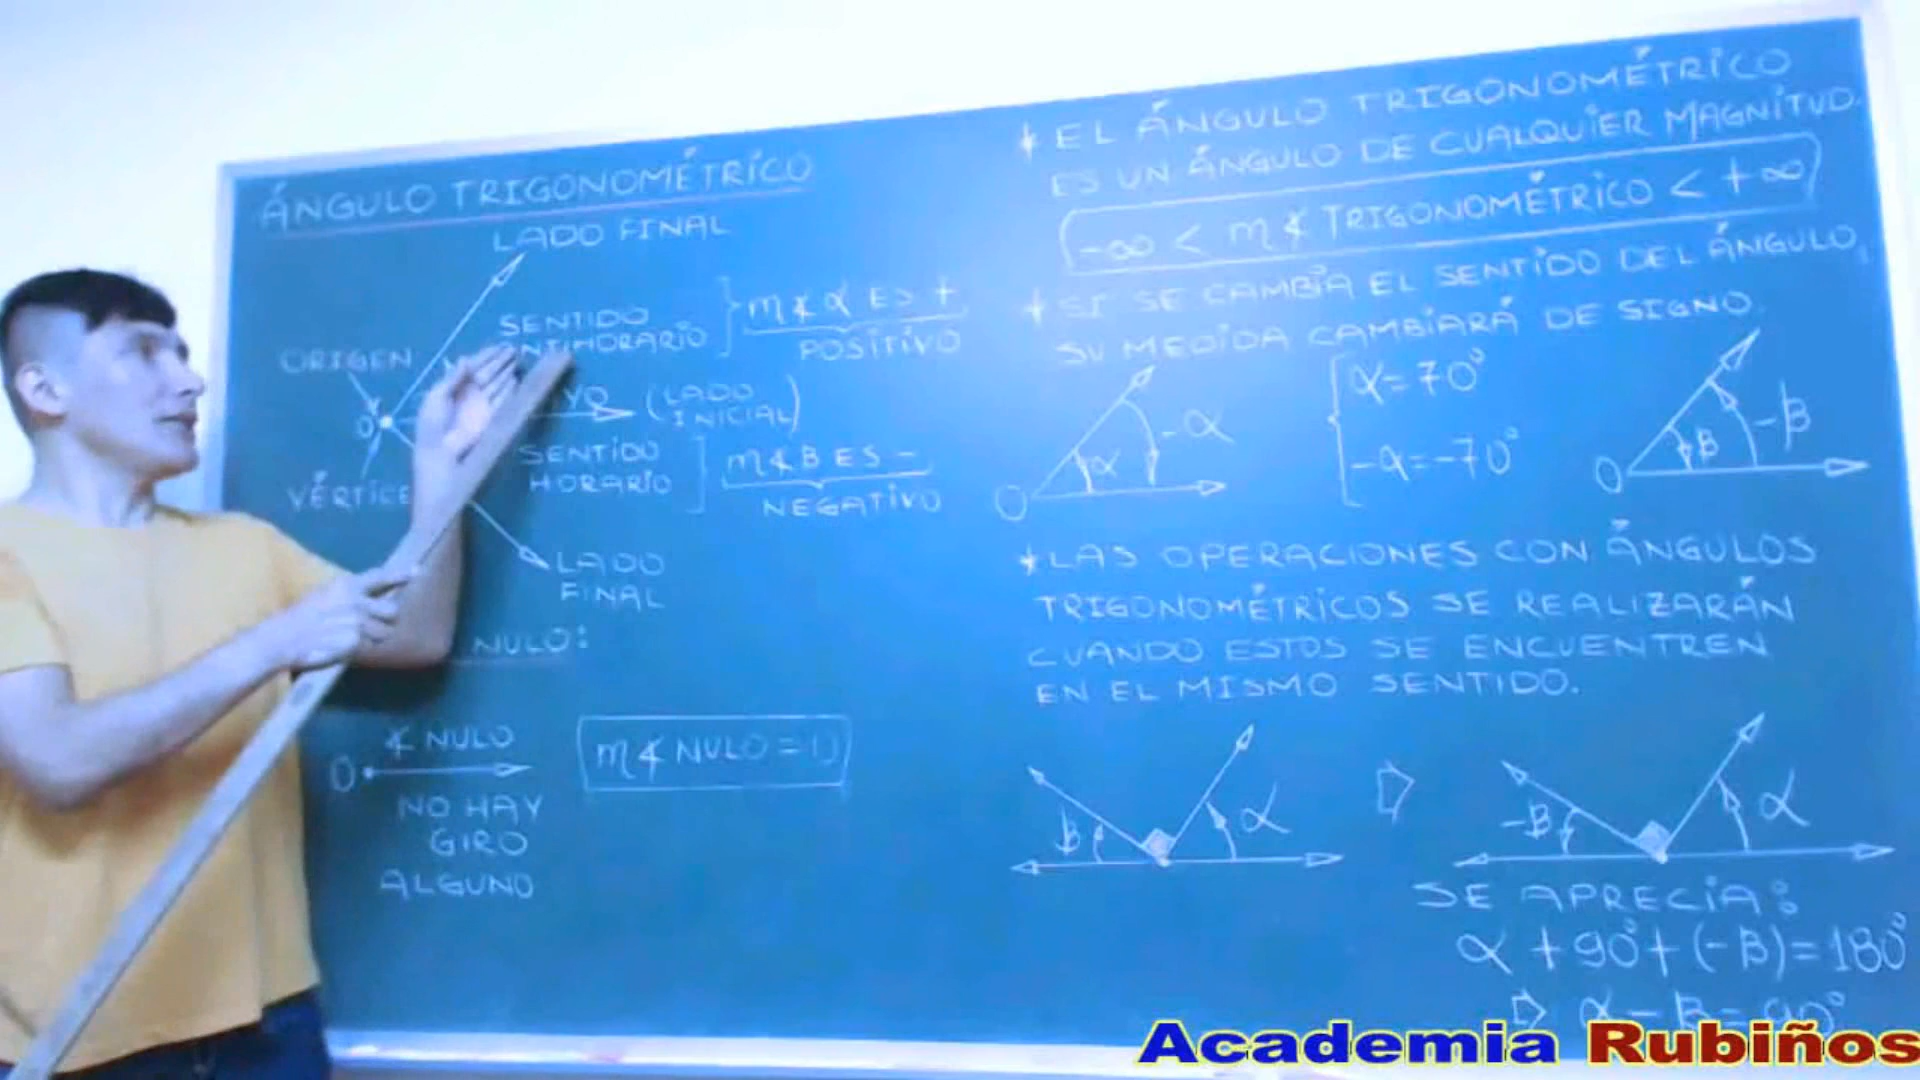 ÁNGULO TRIGONOMÉTRICO
LADO FINAL
SENTIDO
ANTIHORARIO
m∢α ES +
POSITIVO
ORIGEN
O
(LADO
INICIAL)
VÉRTICE
SENTIDO
HORARIO
m∢B ES -
NEGATIVO
LADO
FINAL
NULO:
∢ NULO
O
m∢ NULO = 0
NO HAY
GIRO
ALGUNO
* EL ÁNGULO TRIGONOMÉTRICO
ES UN ÁNGULO DE CUALQUIER MAGNITUD.
-∞ < m∢ TRIGONOMÉTRICO < +∞
* SI SE CAMBIA EL SENTIDO DEL ÁNGULO,
SU MEDIDA CAMBIARÁ DE SIGNO.
O α -α
α=70°
-α=-70°
O β -β
* LAS OPERACIONES CON ÁNGULOS
TRIGONOMÉTRICOS SE REALIZARÁN
CUANDO ESTOS SE ENCUENTREN
EN EL MISMO SENTIDO.
β α
-β α
SE APRECIA:
α + 90° + (-β) = 180°
α - β = 90°
Academia Rubiños